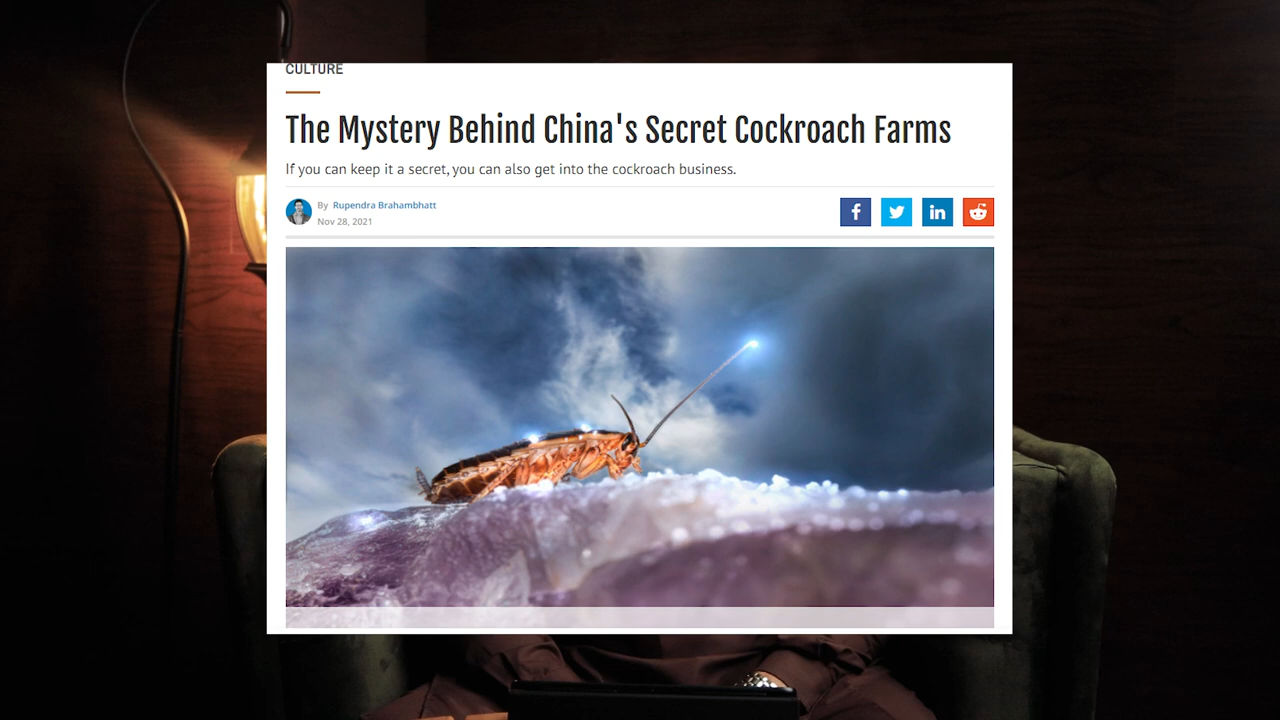 CULTURE
The Mystery Behind China's Secret Cockroach Farms
If you can keep it a secret, you can also get into the cockroach business.
By Rupendra Brahambhatt
Nov 28, 2021